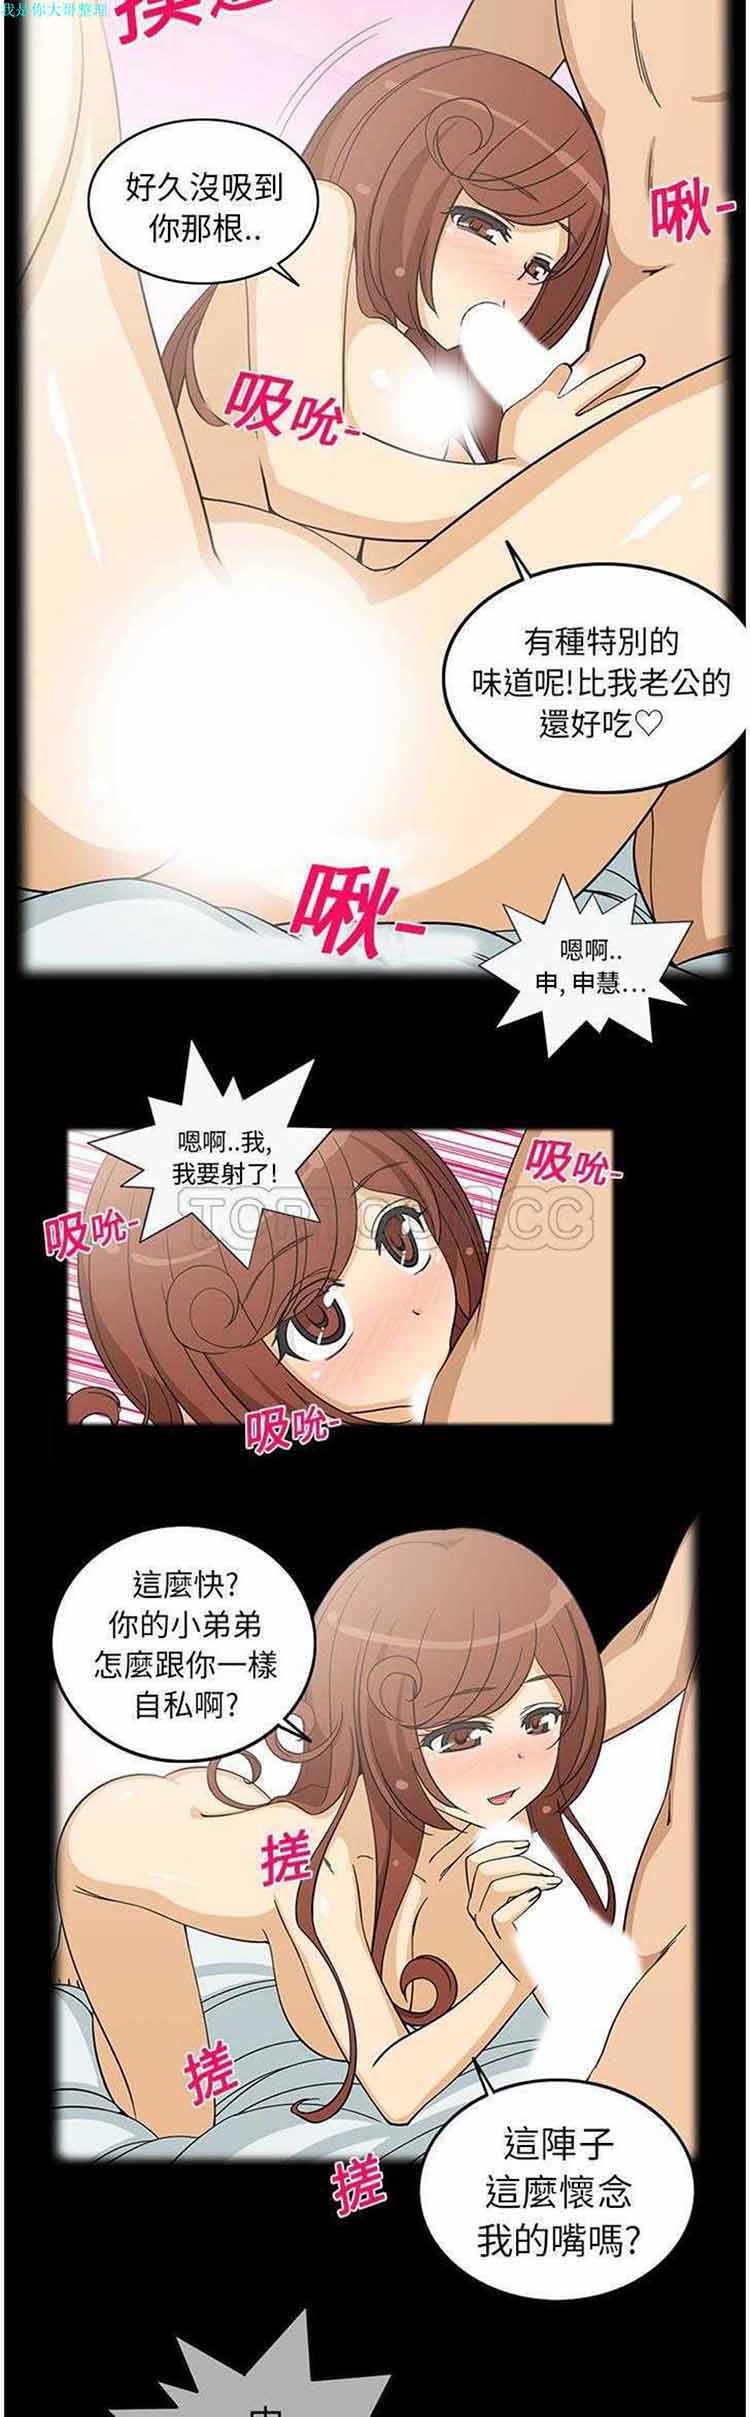 我是你大哥整理
好久沒吸到
你那根..
啾-
吸吮-
有種特別的
味道呢!比我老公的
還好吃♡
啾-
嗯啊..
申,申慧...
嗯啊..我,
我要射了!
吸吮-
吸吮-
TOPTOON.CC
吸吮-
這麼快?
你的小弟弟
怎麼跟你一樣
自私啊?
搓
搓
搓
這陣子
這麼懷念
我的嘴嗎?